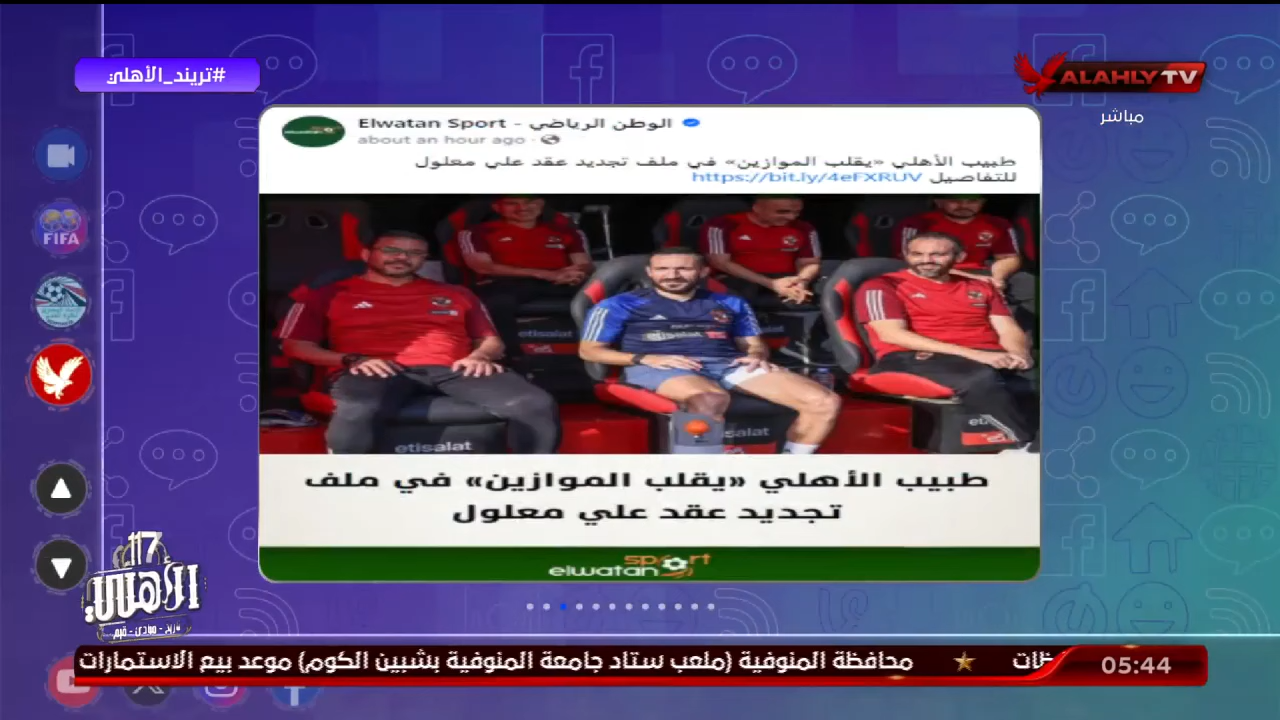 #تريند_الأهلي
ALAHLY TV
مباشر
Elwatan Sport - الوطن الرياضي
about an hour ago
طبيب الأهلي «يقلب الموازين» في ملف تجديد عقد علي معلول
للتفاصيل https://bit.ly/4eFXRUV
FIFA
etisalat
etisalat
etisalat
طبيب الأهلي «يقلب الموازين» في ملف
تجديد عقد علي معلول
sport
elwatan
117
الأهلي
محافظة المنوفية (ملعب ستاد جامعة المنوفية بشبين الكوم) موعد بيع الاستمارات
05:44